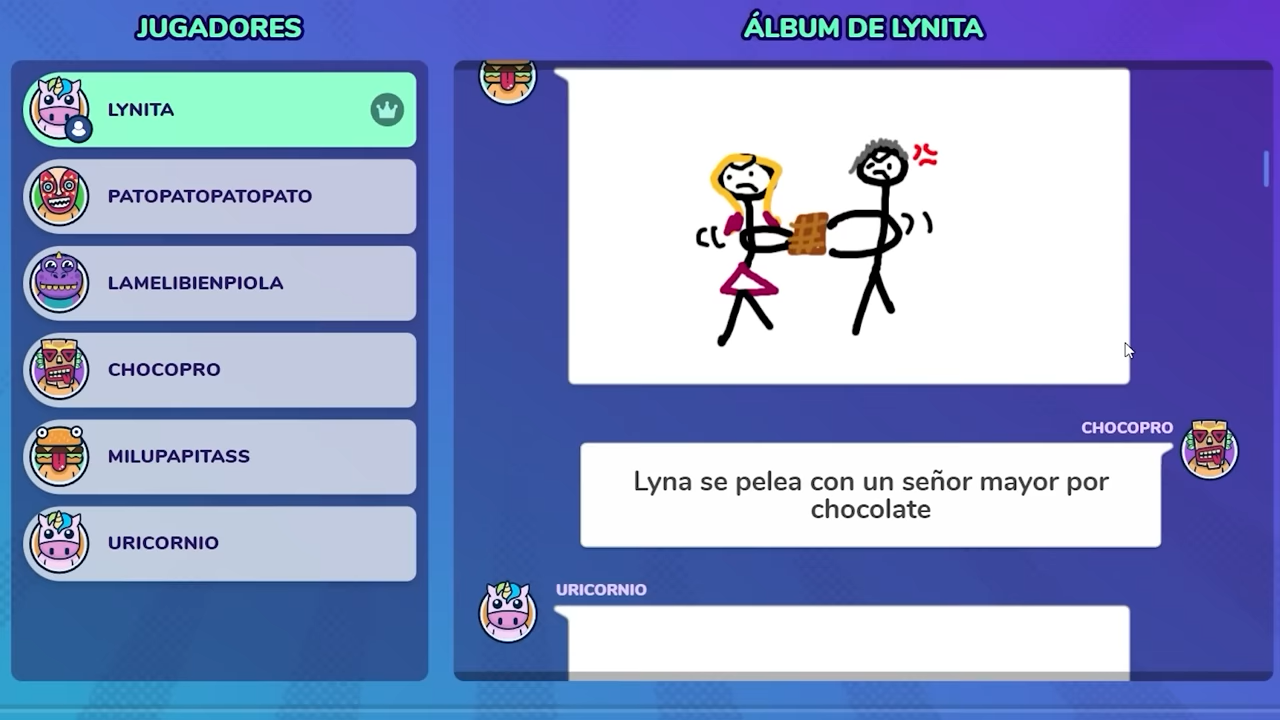 JUGADORES
LYNITA
PATOPATOPATOPATO
LAMELIBIENPIOLA
CHOCOPRO
MILUPAPITASS
URICORNIO
ÁLBUM DE LYNITA
CHOCOPRO
Lyna se pelea con un señor mayor por
chocolate
URICORNIO